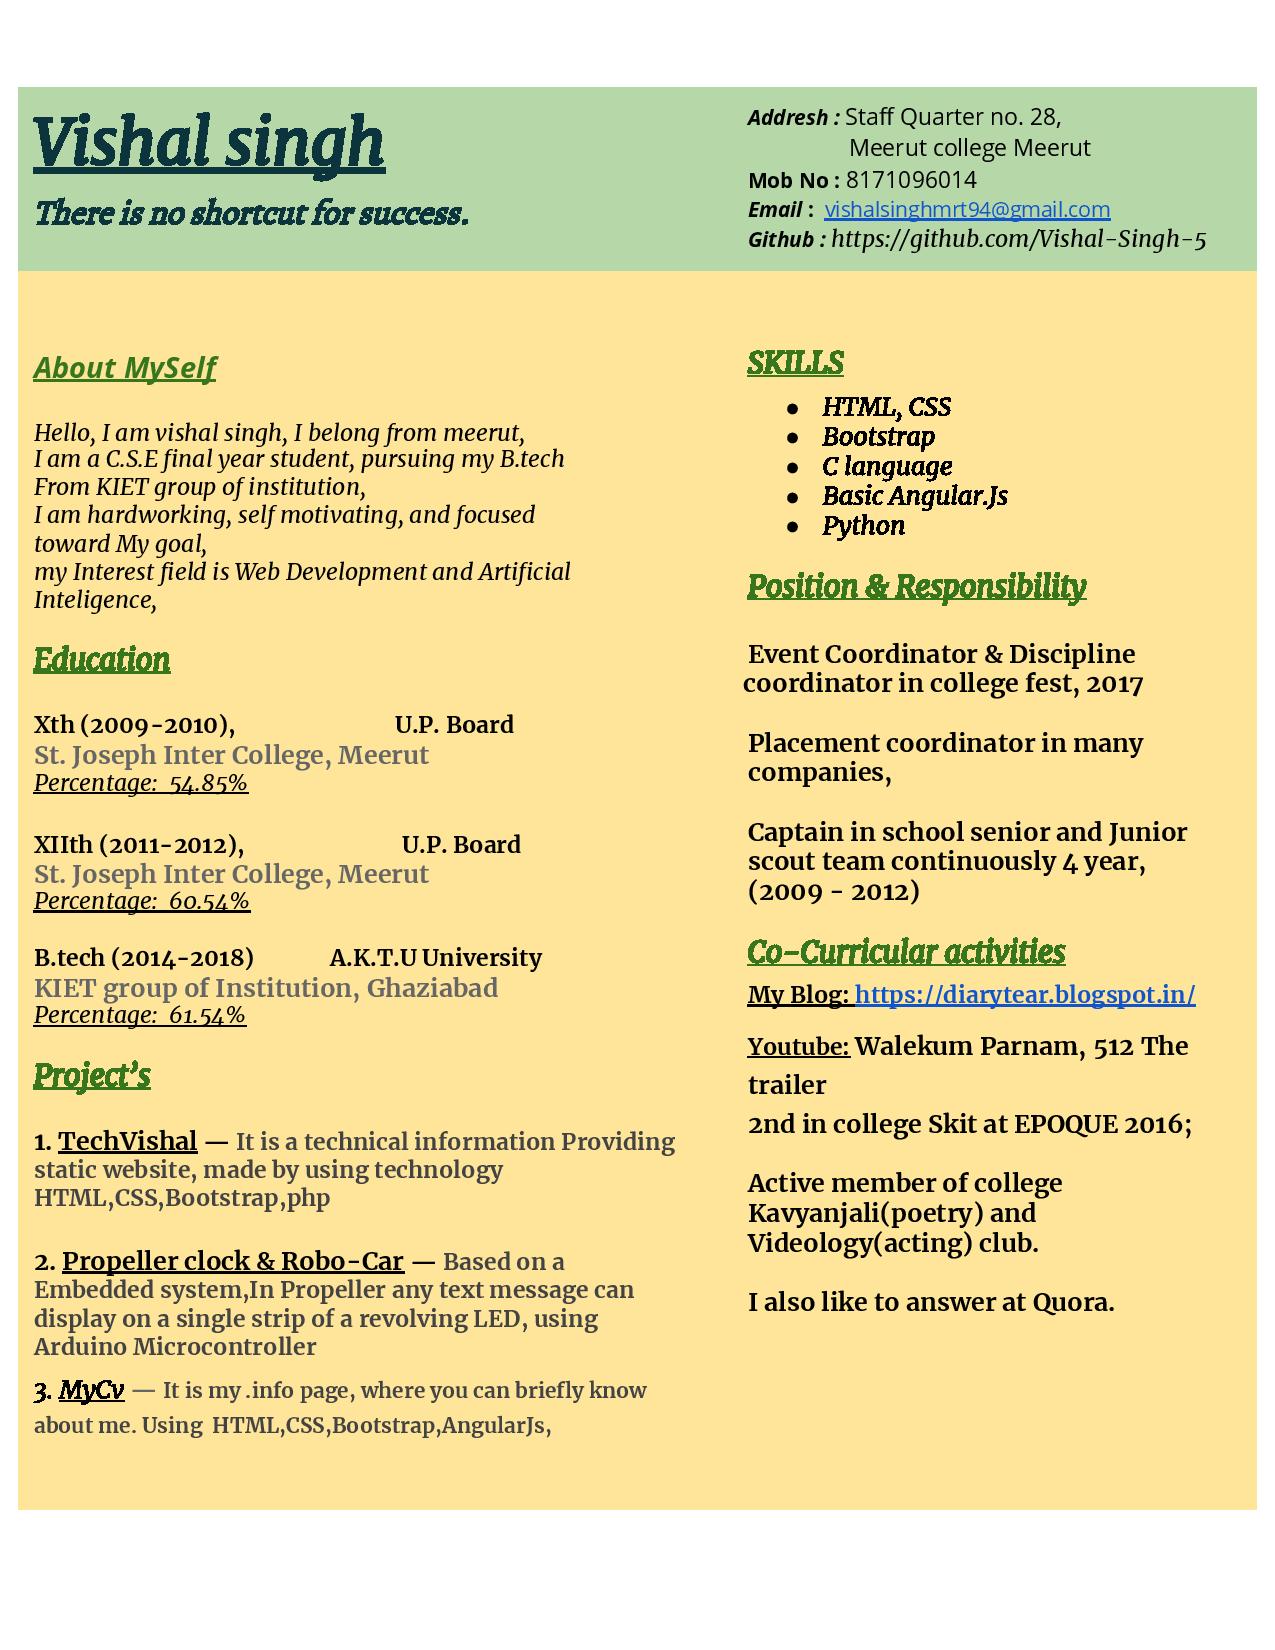 Vishal singh
There is no shortcut for success.
Addresh : Staff Quarter no. 28,
Meerut college Meerut
Mob No : 8171096014
Email : vishalsinghmrt94@gmail.com
Github : https://github.com/Vishal-Singh-5
About MySelf
Hello, I am vishal singh, I belong from meerut,
I am a C.S.E final year student, pursuing my B.tech
From KIET group of institution,
I am hardworking, self motivating, and focused
toward My goal,
my Interest field is Web Development and Artificial
Inteligence,
Education
Xth (2009-2010), U.P. Board
St. Joseph Inter College, Meerut
Percentage: 54.85%
XIIth (2011-2012), U.P. Board
St. Joseph Inter College, Meerut
Percentage: 60.54%
B.tech (2014-2018) A.K.T.U University
KIET group of Institution, Ghaziabad
Percentage: 61.54%
Project’s
1. TechVishal — It is a technical information Providing
static website, made by using technology
HTML,CSS,Bootstrap,php
2. Propeller clock & Robo-Car — Based on a
Embedded system,In Propeller any text message can
display on a single strip of a revolving LED, using
Arduino Microcontroller
3. MyCv — It is my .info page, where you can briefly know
about me. Using HTML,CSS,Bootstrap,AngularJs,
SKILLS
● HTML, CSS
● Bootstrap
● C language
● Basic Angular.Js
● Python
Position & Responsibility
Event Coordinator & Discipline
coordinator in college fest, 2017
Placement coordinator in many
companies,
Captain in school senior and Junior
scout team continuously 4 year,
(2009 - 2012)
Co-Curricular activities
My Blog: https://diarytear.blogspot.in/
Youtube: Walekum Parnam, 512 The
trailer
2nd in college Skit at EPOQUE 2016;
Active member of college
Kavyanjali(poetry) and
Videology(acting) club.
I also like to answer at Quora.